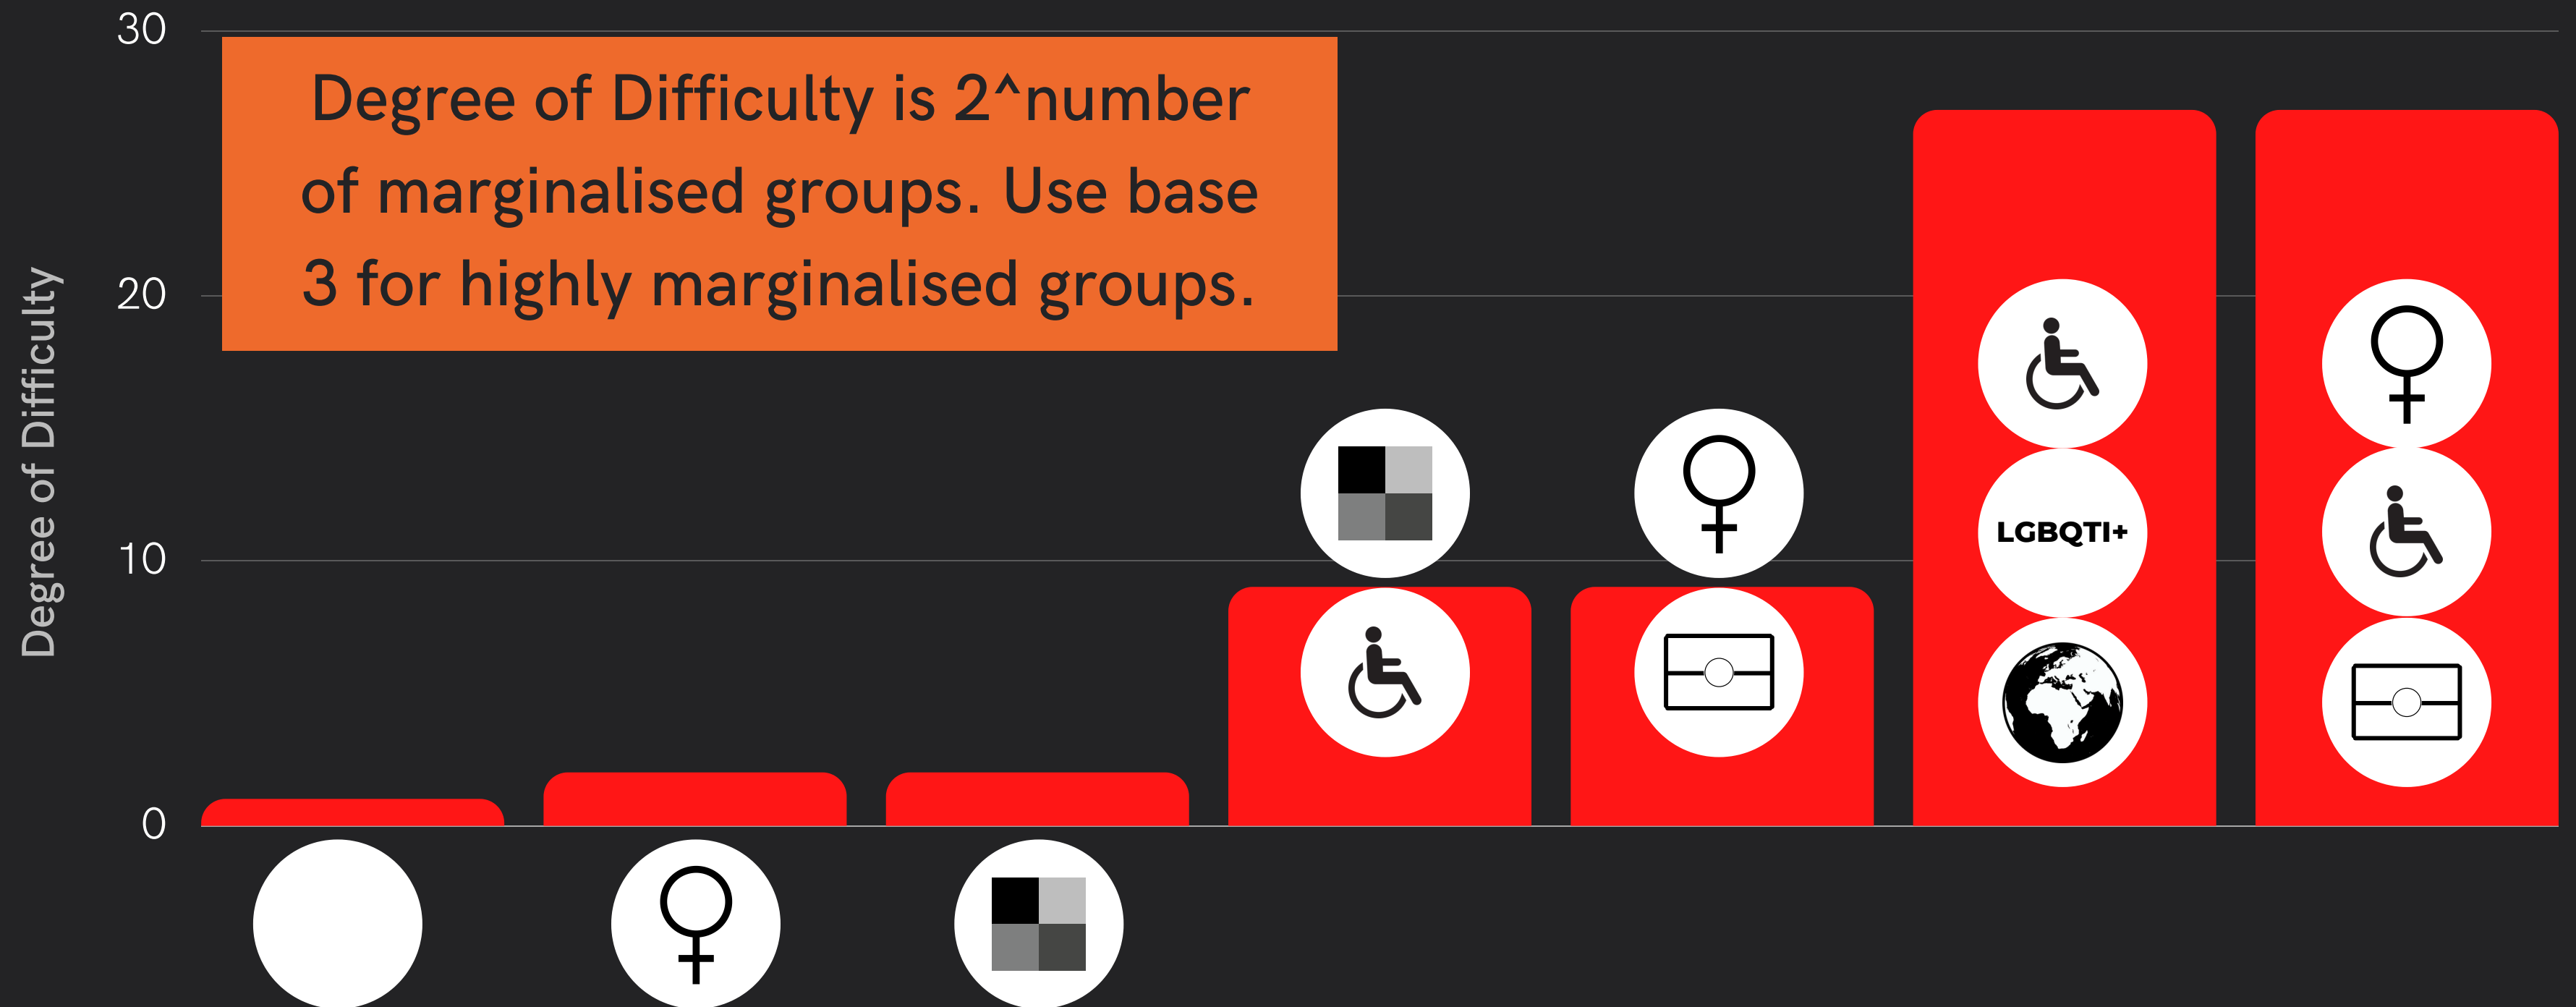 30
Degree of Difficulty is 2^number
of marginalised groups. Use base
3 for highly marginalised groups.
20
10
0
Degree of Difficulty
LGBQTI+